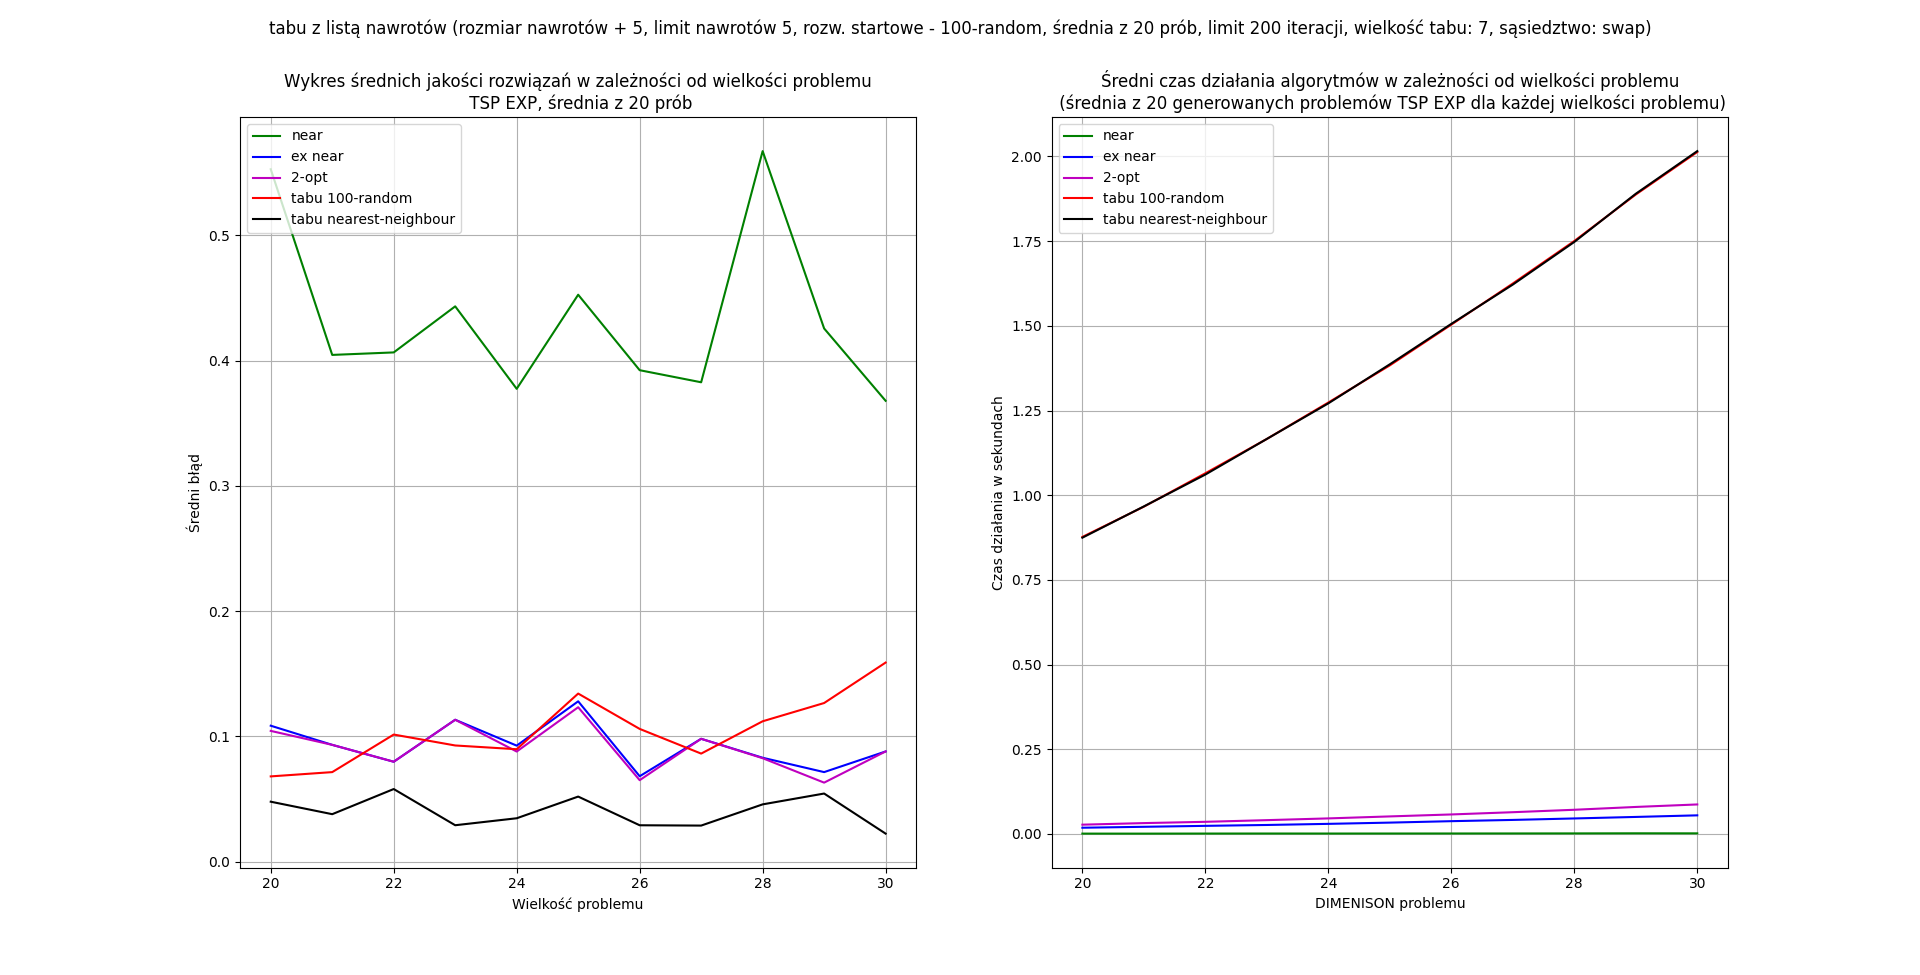 tabu z listą nawrotów (rozmiar nawrotów + 5, limit nawrotów 5, rozw. startowe - 100-random, średnia z 20 prób, limit 200 iteracji, wielkość tabu: 7, sąsiedztwo: swap)
Wykres średnich jakości rozwiązań w zależności od wielkości problemu
TSP EXP, średnia z 20 prób
near
ex near
2-opt
tabu 100-random
tabu nearest-neighbour
0.5
0.4
0.3
0.2
0.1
0.0
Średni błąd
20 22 24 26 28 30
Wielkość problemu
Średni czas działania algorytmów w zależności od wielkości problemu
(średnia z 20 generowanych problemów TSP EXP dla każdej wielkości problemu)
near
ex near
2-opt
tabu 100-random
tabu nearest-neighbour
2.00
1.75
1.50
1.25
1.00
0.75
0.50
0.25
0.00
Czas działania w sekundach
20 22 24 26 28 30
DIMENISON problemu